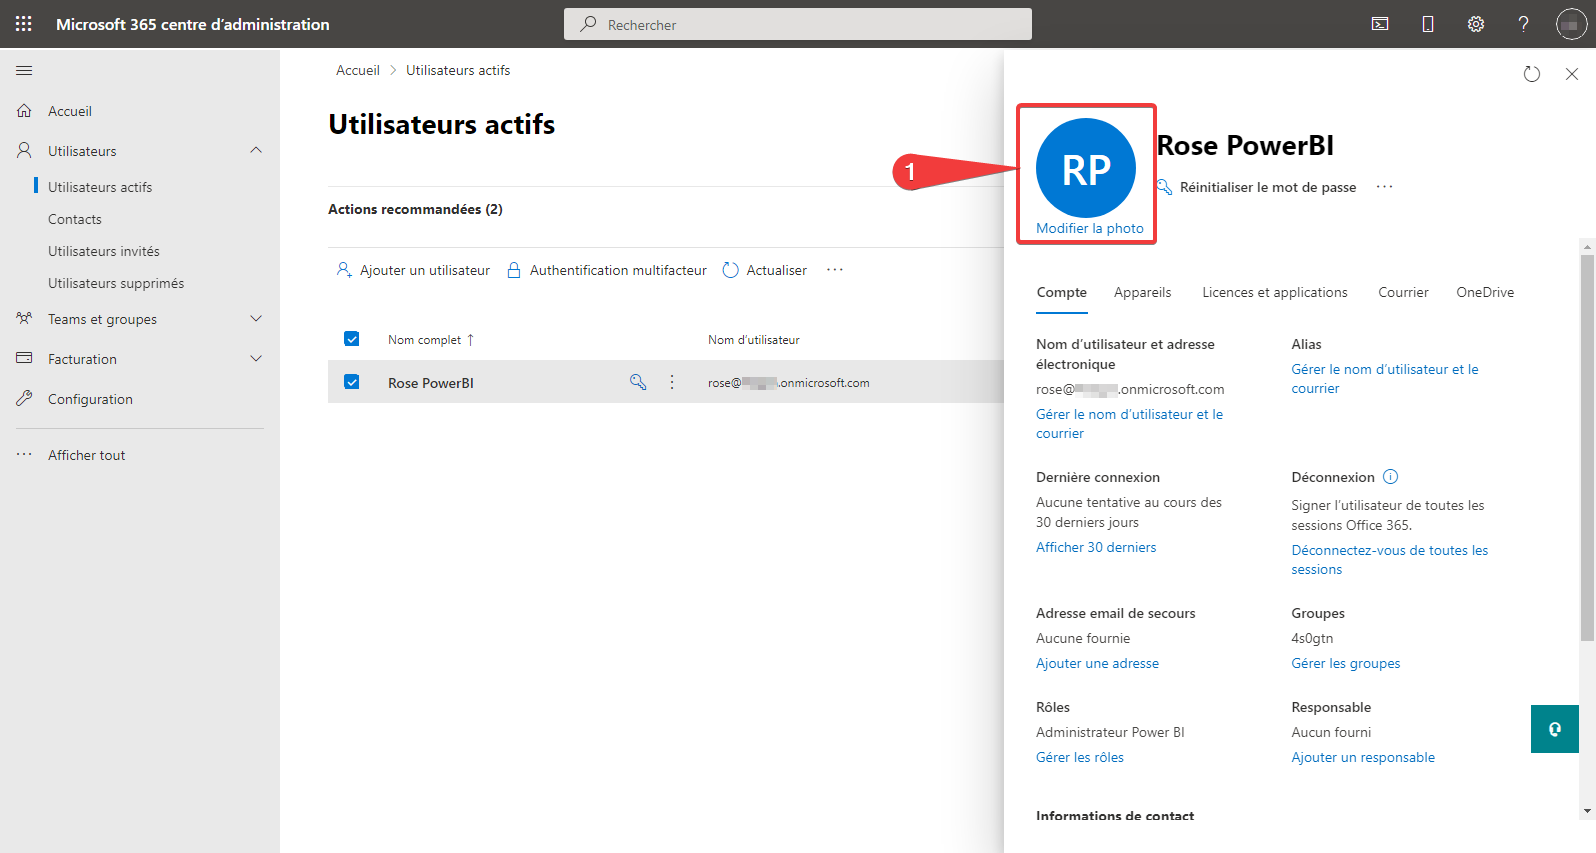 Microsoft 365 centre d’administration
Rechercher
Accueil
Utilisateurs
Utilisateurs actifs
Contacts
Utilisateurs invités
Utilisateurs supprimés
Teams et groupes
Facturation
Configuration
Afficher tout
Accueil > Utilisateurs actifs
Utilisateurs actifs
Actions recommandées (2)
Ajouter un utilisateur
Authentification multifacteur
Actualiser
Nom complet ↑
Nom d’utilisateur
Rose PowerBI
rose@
.onmicrosoft.com
1
RP
Modifier la photo
Rose PowerBI
Réinitialiser le mot de passe
Compte
Appareils
Licences et applications
Courrier
OneDrive
Nom d’utilisateur et adresse
électronique
rose@
.onmicrosoft.com
Gérer le nom d’utilisateur et le
courrier
Alias
Gérer le nom d’utilisateur et le
courrier
Dernière connexion
Aucune tentative au cours des
30 derniers jours
Afficher 30 derniers
Déconnexion
Signer l’utilisateur de toutes les
sessions Office 365.
Déconnectez-vous de toutes les
sessions
Adresse email de secours
Aucune fournie
Ajouter une adresse
Groupes
4s0gtn
Gérer les groupes
Rôles
Administrateur Power BI
Gérer les rôles
Responsable
Aucun fourni
Ajouter un responsable
Informations de contact